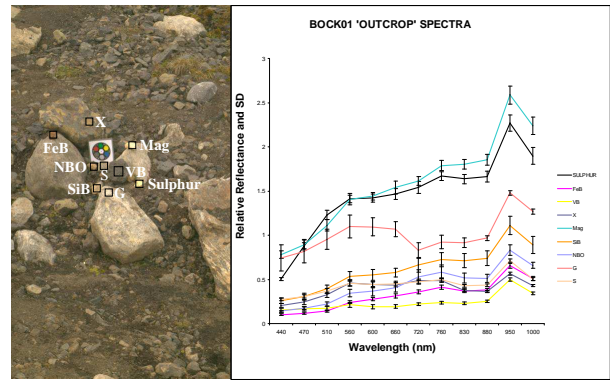 X
FeB
Mag
NBO
S
VB
SiB
G
Sulphur
BOCK01 'OUTCROP' SPECTRA
Relative Reflectance and SD
3
2.5
2
1.5
1
0.5
0
440 470 510 560 600 660 720 760 830 880 950 1000
Wavelength (nm)
SULPHUR
FeB
VB
X
Mag
SiB
NBO
G
S